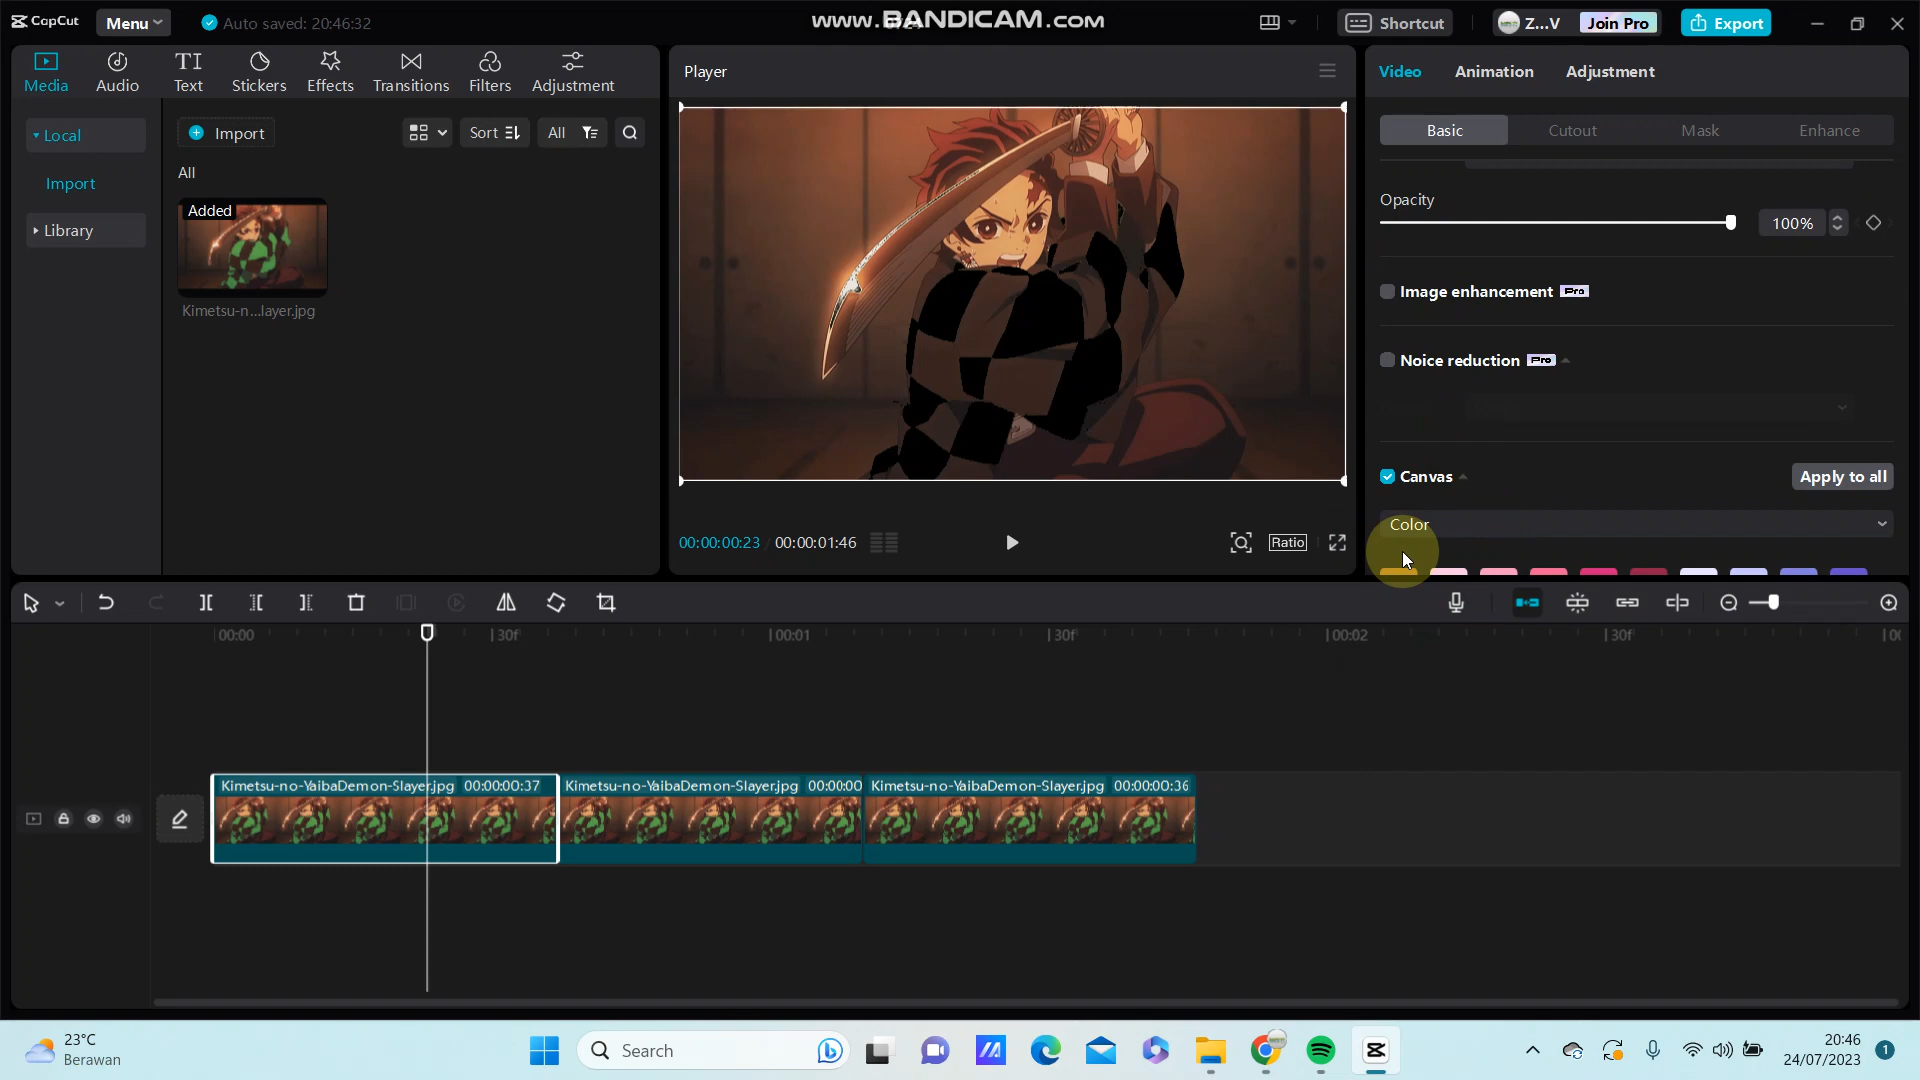 CapCut
Menu
Auto saved: 20:46:32
www.BANDICAM.COM
Shortcut
Z...V
Join Pro
Export
Media
Audio
Text
Stickers
Effects
Transitions
Filters
Adjustment
Player
Video
Animation
Adjustment
Local
Import
Sort
All
Basic
Cutout
Mask
Enhance
Import
All
Library
Added
Kimetsu-n...layer.jpg
Opacity
100%
Image enhancement Pro
Noice reduction Pro
Canvas
Apply to all
Color
00:00:00:23
00:00:01:46
Ratio
00:00
30f
00:01
30f
00:02
30f
Kimetsu-no-YaibaDemon-Slayer.jpg 00:00:00:37
Kimetsu-no-YaibaDemon-Slayer.jpg 00:00:00
Kimetsu-no-YaibaDemon-Slayer.jpg 00:00:00:36
23°C
Berawan
Search
20:46
24/07/2023
1